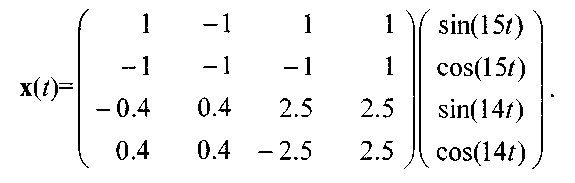 x(t)= ( 1 -1 1 1 ) ( sin(15t) )
( -1 -1 -1 1 ) ( cos(15t) )
( -0.4 0.4 2.5 2.5 ) ( sin(14t) )
( 0.4 0.4 -2.5 2.5 ) ( cos(14t) ) .